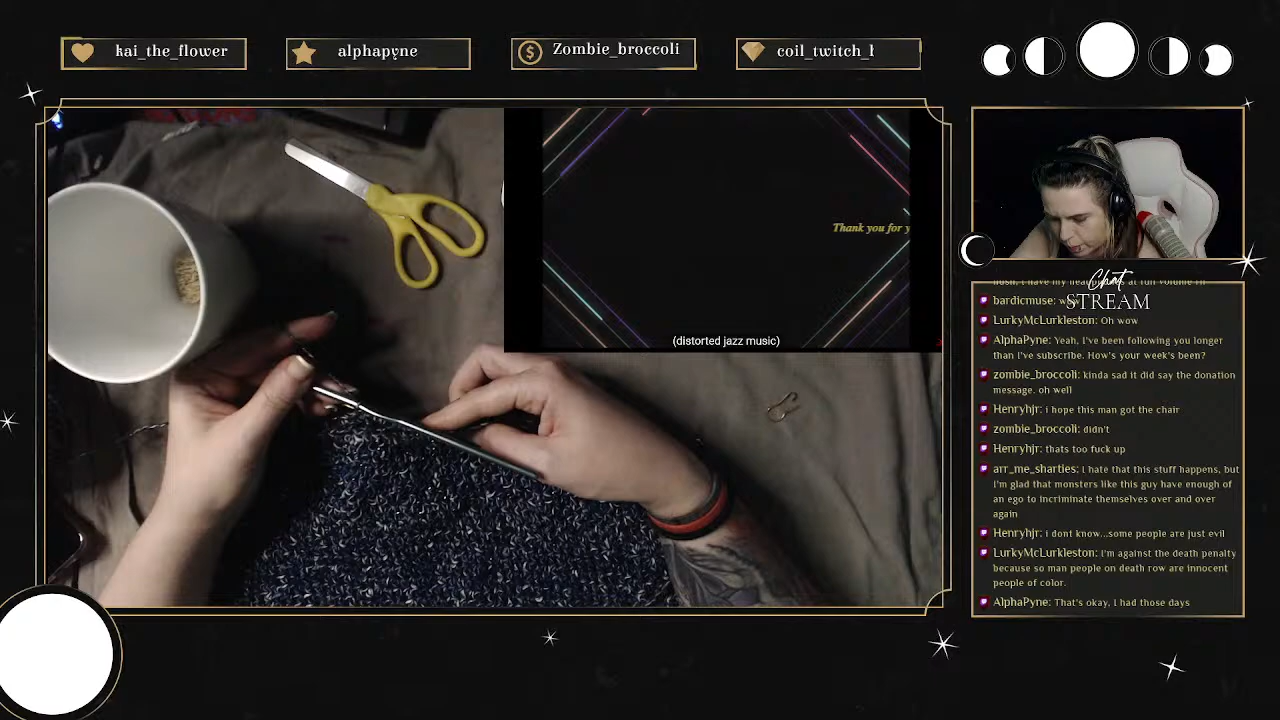 kai_the_flower
alphapyne
Zombie_broccoli
coil_twitch_l
Thank you for y
(distorted jazz music)
Chat
STREAM
bardicmuse: wow
LurkyMcLurkleston: Oh wow
AlphaPyne: Yeah, I've been following you longer
than I've subscribe. How's your week's been?
zombie_broccoli: kinda sad it did say the donation
message. oh well
Henryhjr: i hope this man got the chair
zombie_broccoli: didn't
Henryhjr: thats too fuck up
arr_me_sharties: I hate that this stuff happens, but
I'm glad that monsters like this guy have enough of
an ego to incriminate themselves over and over
again
Henryhjr: i dont know...some people are just evil
LurkyMcLurkleston: I'm against the death penalty
because so man people on death row are innocent
people of color.
AlphaPyne: That's okay, I had those days